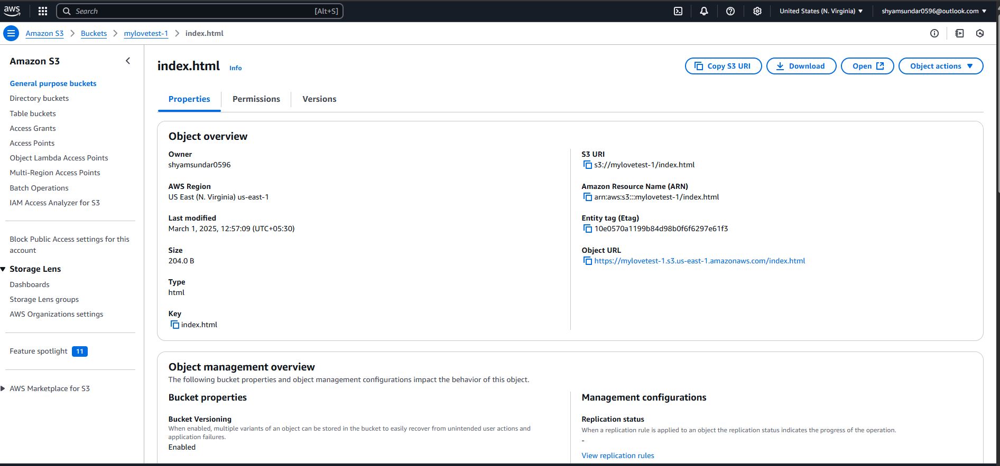 aws
Search [Alt+S]
United States (N. Virginia)
shyamsundar0596@outlook.com
Amazon S3
Buckets
mylovetest-1
index.html
Amazon S3
General purpose buckets
Directory buckets
Table buckets
Access Grants
Access Points
Object Lambda Access Points
Multi-Region Access Points
Batch Operations
IAM Access Analyzer for S3
Block Public Access settings for this
account
Storage Lens
Dashboards
Storage Lens groups
AWS Organizations settings
Feature spotlight 11
AWS Marketplace for S3
index.html Info
Copy S3 URI
Download
Open
Object actions
Properties
Permissions
Versions
Object overview
Owner
shyamsundar0596
AWS Region
US East (N. Virginia) us-east-1
Last modified
March 1, 2025, 12:57:09 (UTC+05:30)
Size
204.0 B
Type
html
Key
index.html
S3 URI
s3://mylovetest-1/index.html
Amazon Resource Name (ARN)
arn:aws:s3:::mylovetest-1/index.html
Entity tag (Etag)
10e0570a1199b84d98b0f6f6297e61f3
Object URL
https://mylovetest-1.s3.us-east-1.amazonaws.com/index.html
Object management overview
The following bucket properties and object management configurations impact the behavior of this object.
Bucket properties
Bucket Versioning
When enabled, multiple variants of an object can be stored in the bucket to easily recover from unintended user actions and
application failures.
Enabled
Management configurations
Replication status
When a replication rule is applied to an object the replication status indicates the progress of the operation.
-
View replication rules